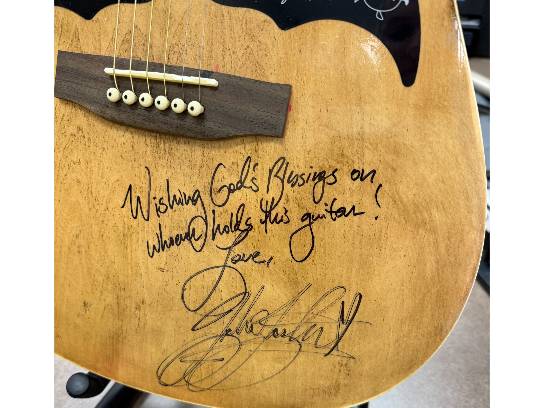 Wishing God's Blessings on
whoever holds this guitar!
Love,